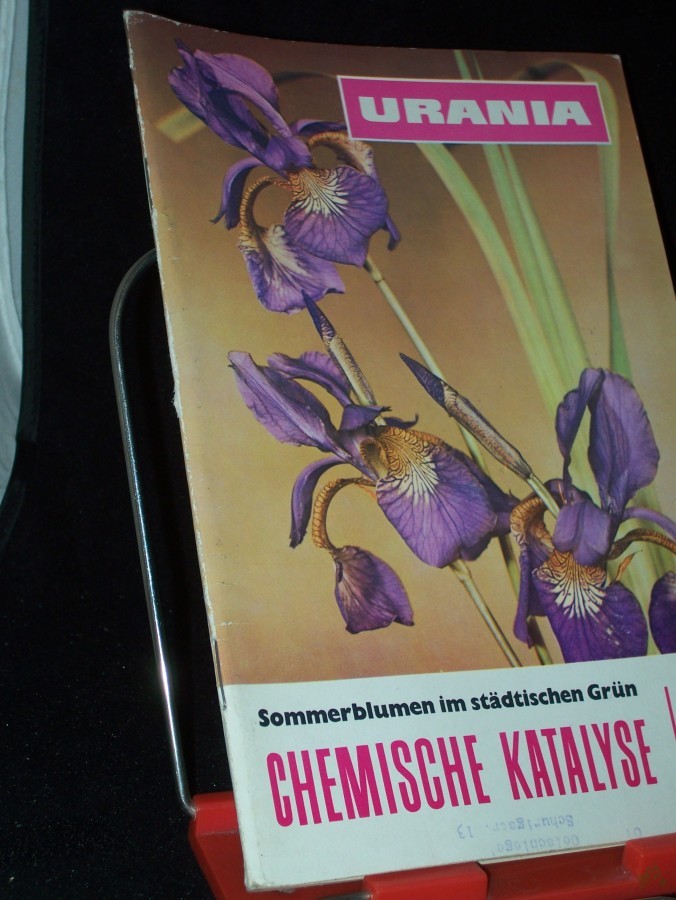 URANIA
Sommerblumen im städtischen Grün
CHEMISCHE KATALYSE